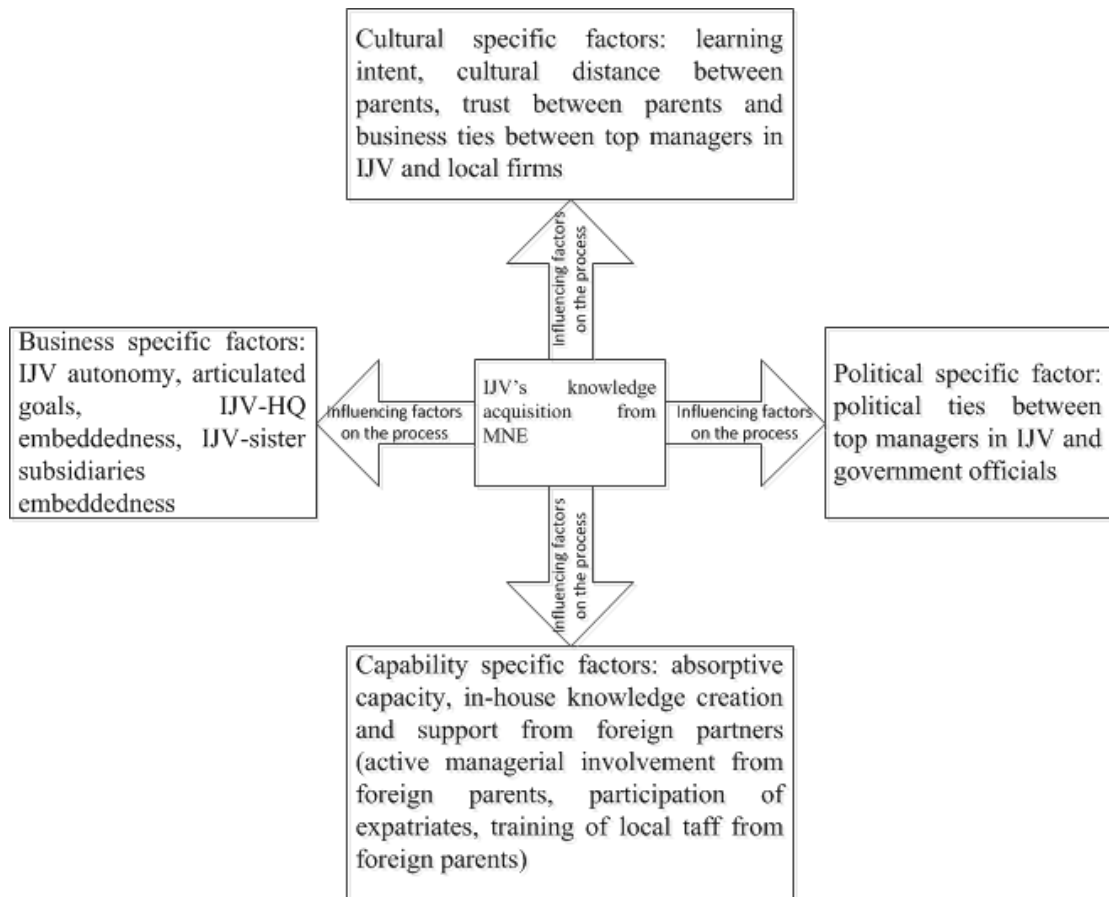 Cultural specific factors: learning
intent, cultural distance between
parents, trust between parents and
business ties between top managers in
IJV and local firms
Influencing factors
on the process
Business specific factors:
IJV autonomy, articulated
goals, IJV-HQ
embeddedness, IJV-sister
subsidiaries
embeddedness
Influencing factors
on the process
IJV's knowledge
acquisition from
MNE
Influencing factors
on the process
Political specific factor:
political ties between
top managers in IJV and
government officials
Influencing factors
on the process
Capability specific factors: absorptive
capacity, in-house knowledge creation
and support from foreign partners
(active managerial involvement from
foreign parents, participation of
expatriates, training of local taff from
foreign parents)